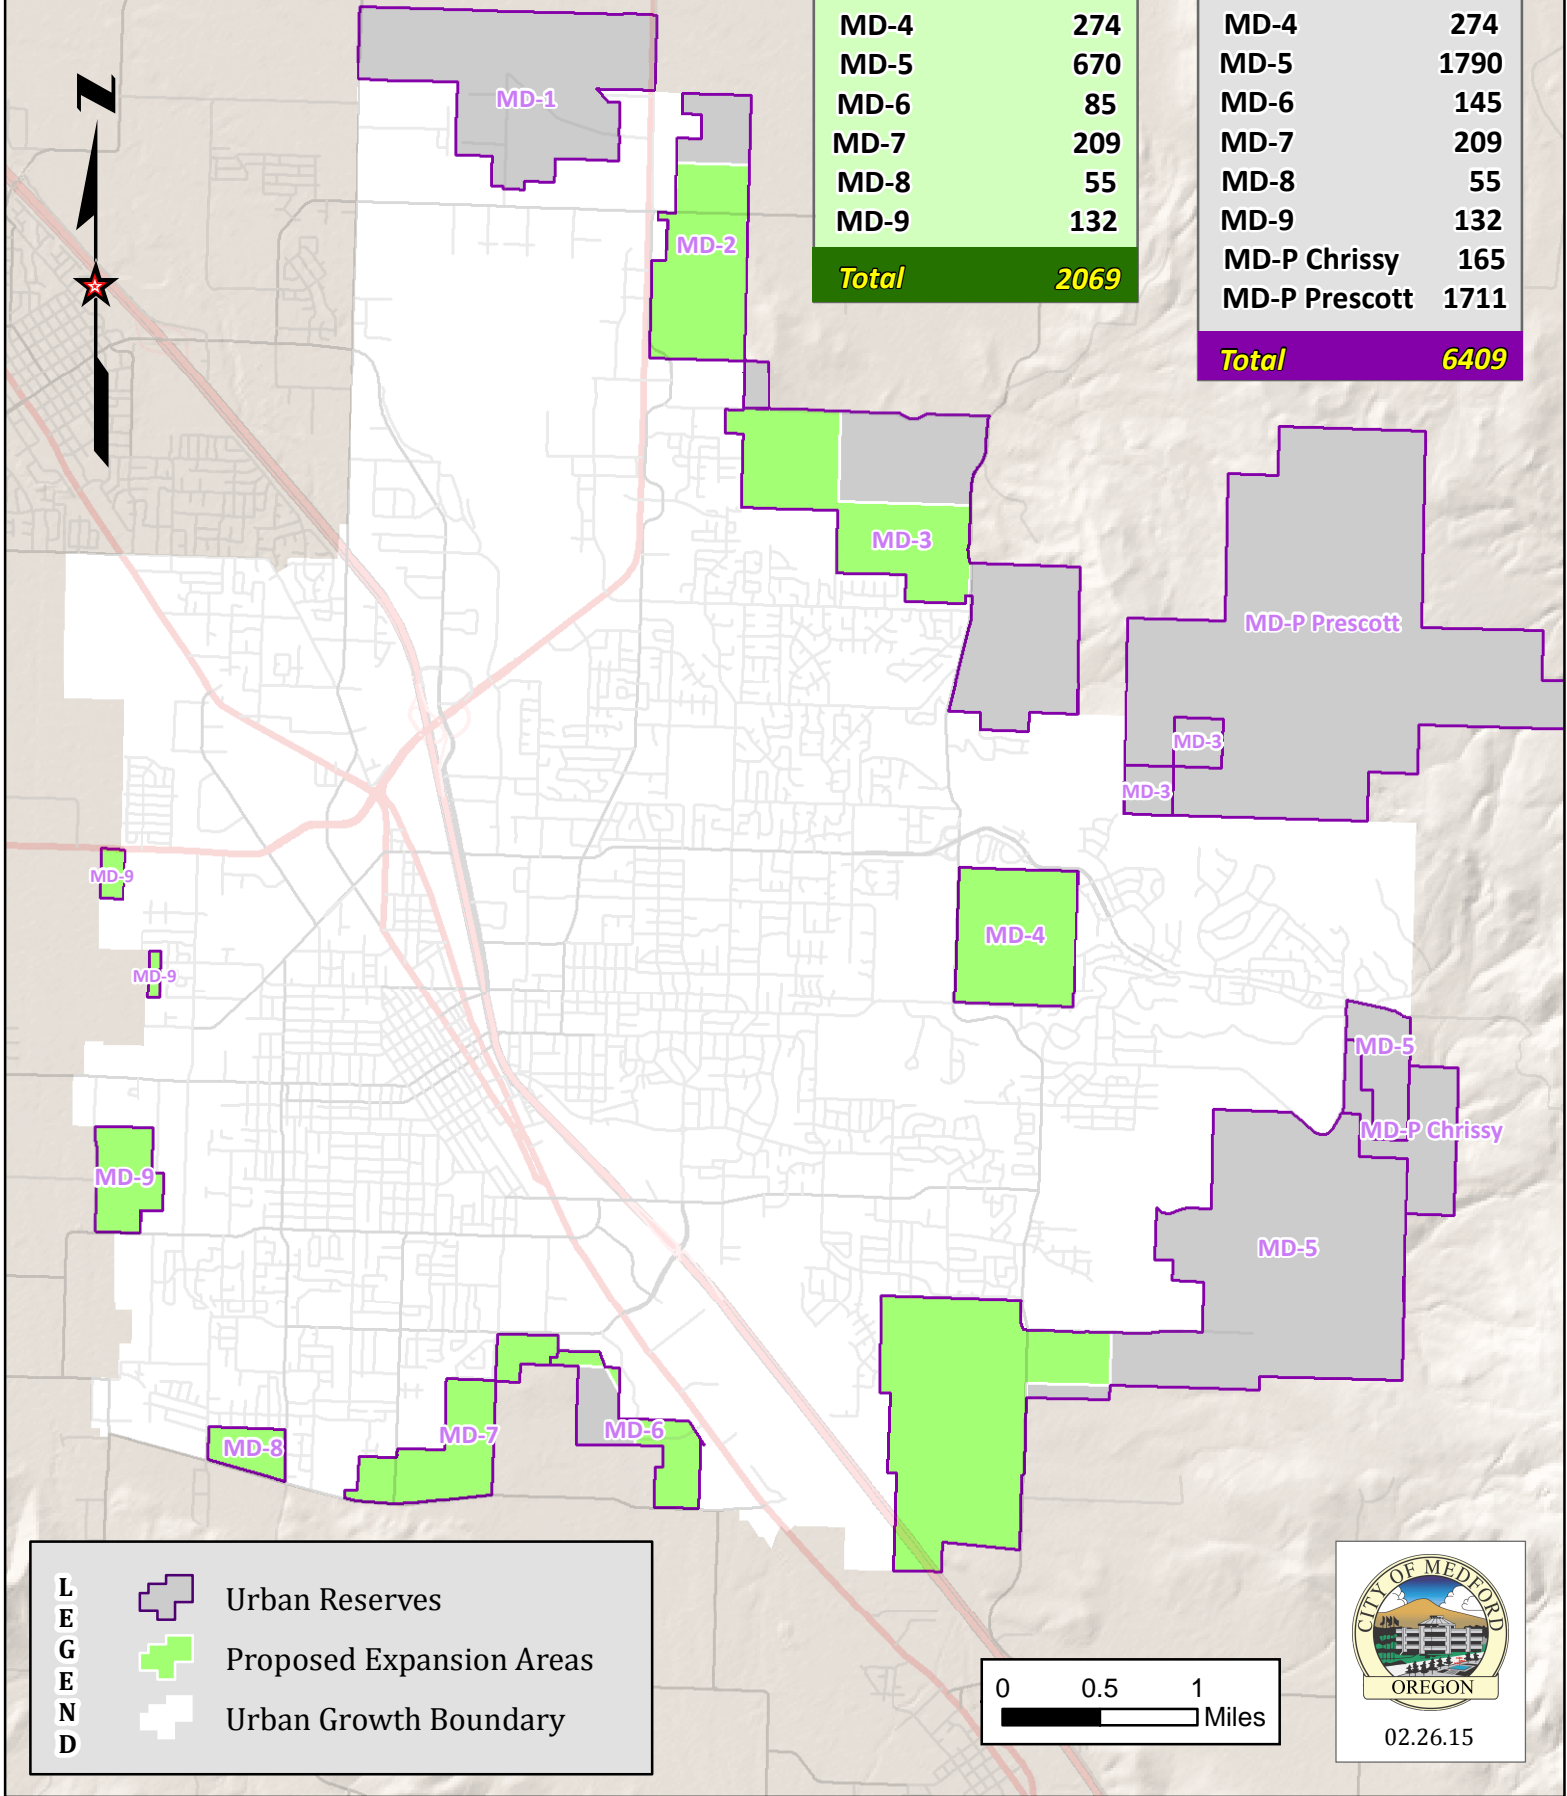 MD-4 274
MD-5 670
MD-6 85
MD-7 209
MD-8 55
MD-9 132
Total 2069
MD-4 274
MD-5 1790
MD-6 145
MD-7 209
MD-8 55
MD-9 132
MD-P Chrissy 165
MD-P Prescott 1711
Total 6409
N
MD-1
MD-2
MD-3
MD-P Prescott
MD-3
MD-3
MD-9
MD-4
MD-9
MD-5
MD-P Chrissy
MD-9
MD-5
MD-7
MD-6
MD-8
LEGEND
Urban Reserves
Proposed Expansion Areas
Urban Growth Boundary
0 0.5 1
Miles
CITY OF MEDFORD
OREGON
02.26.15